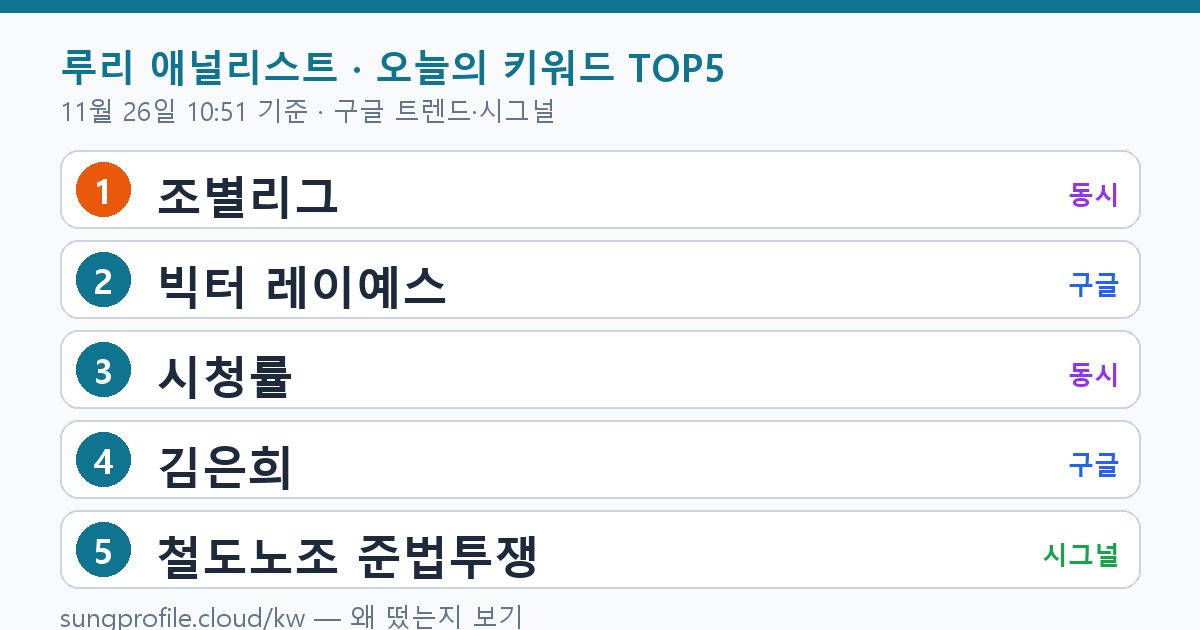 루리 애널리스트 · 오늘의 키워드 TOP5
11월 26일 10:51 기준 · 구글 트렌드·시그널
1 조별리그 동시
2 빅터 레이예스 구글
3 시청률 동시
4 김은희 구글
5 철도노조 준법투쟁 시그널
sungprofile.cloud/kw — 왜 떴는지 보기